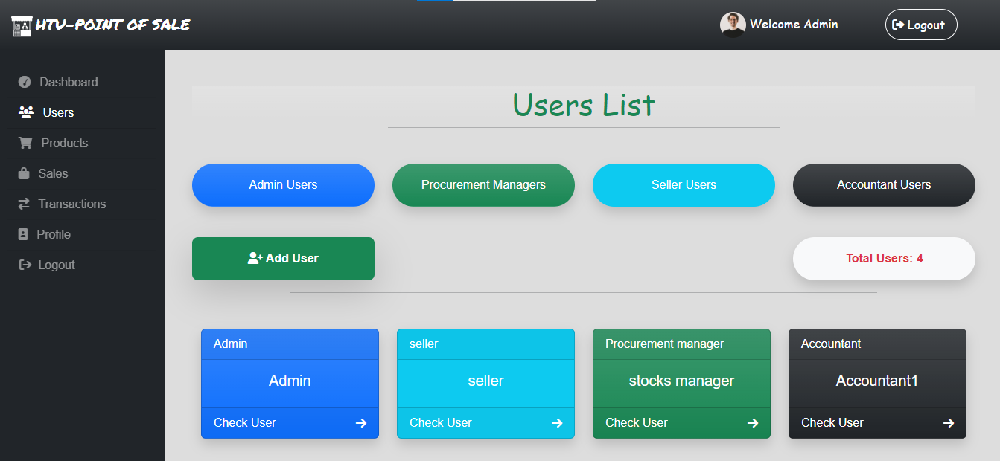 HTU-POINT OF SALE
Welcome Admin
Logout
Dashboard
Users
Products
Sales
Transactions
Profile
Logout
Users List
Admin Users
Procurement Managers
Seller Users
Accountant Users
Add User
Total Users: 4
Admin
Admin
Check User
seller
seller
Check User
Procurement manager
stocks manager
Check User
Accountant
Accountant1
Check User